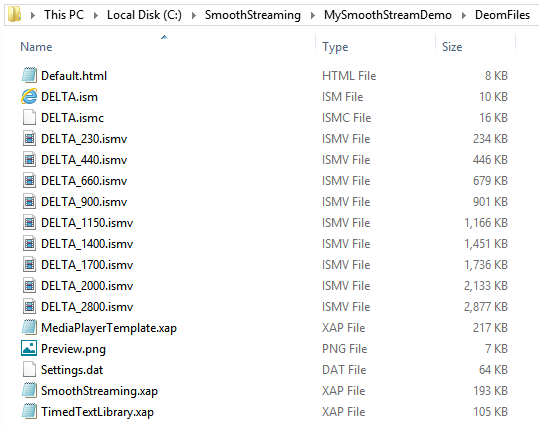 This PC Local Disk (C:) SmoothStreaming MySmoothStreamDemo DeomFiles
Name Type Size
Default.html HTML File 8 KB
DELTA.ism ISM File 10 KB
DELTA.ismc ISMC File 16 KB
DELTA_230.ismv ISMV File 234 KB
DELTA_440.ismv ISMV File 446 KB
DELTA_660.ismv ISMV File 679 KB
DELTA_900.ismv ISMV File 901 KB
DELTA_1150.ismv ISMV File 1,166 KB
DELTA_1400.ismv ISMV File 1,451 KB
DELTA_1700.ismv ISMV File 1,736 KB
DELTA_2000.ismv ISMV File 2,133 KB
DELTA_2800.ismv ISMV File 2,877 KB
MediaPlayerTemplate.xap XAP File 217 KB
Preview.png PNG File 7 KB
Settings.dat DAT File 64 KB
SmoothStreaming.xap XAP File 193 KB
TimedTextLibrary.xap XAP File 105 KB